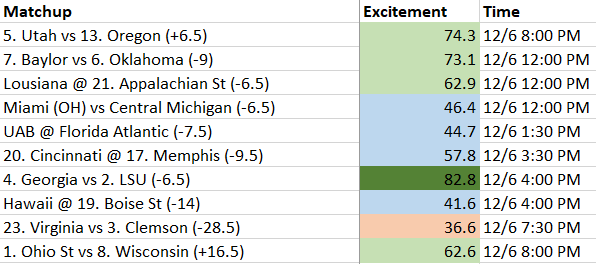 Matchup Excitement Time
5. Utah vs 13. Oregon (+6.5) 74.3 12/6 8:00 PM
7. Baylor vs 6. Oklahoma (-9) 73.1 12/6 12:00 PM
Lousiana @ 21. Appalachian St (-6.5) 62.9 12/6 12:00 PM
Miami (OH) vs Central Michigan (-6.5) 46.4 12/6 12:00 PM
UAB @ Florida Atlantic (-7.5) 44.7 12/6 1:30 PM
20. Cincinnati @ 17. Memphis (-9.5) 57.8 12/6 3:30 PM
4. Georgia vs 2. LSU (-6.5) 82.8 12/6 4:00 PM
Hawaii @ 19. Boise St (-14) 41.6 12/6 4:00 PM
23. Virginia vs 3. Clemson (-28.5) 36.6 12/6 7:30 PM
1. Ohio St vs 8. Wisconsin (+16.5) 62.6 12/6 8:00 PM